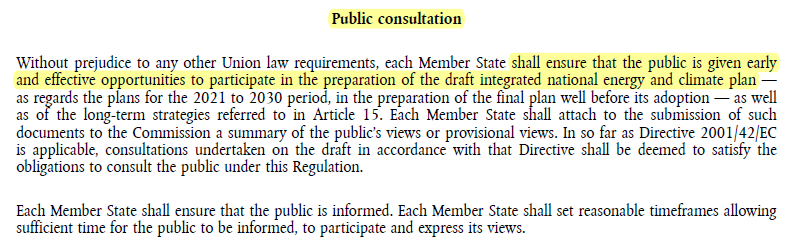 Public consultation
Without prejudice to any other Union law requirements, each Member State shall ensure that the public is given early
and effective opportunities to participate in the preparation of the draft integrated national energy and climate plan —
as regards the plans for the 2021 to 2030 period, in the preparation of the final plan well before its adoption — as well
as of the long-term strategies referred to in Article 15. Each Member State shall attach to the submission of such
documents to the Commission a summary of the public's views or provisional views. In so far as Directive 2001/42/EC
is applicable, consultations undertaken on the draft in accordance with that Directive shall be deemed to satisfy the
obligations to consult the public under this Regulation.
Each Member State shall ensure that the public is informed. Each Member State shall set reasonable timeframes allowing
sufficient time for the public to be informed, to participate and express its views.